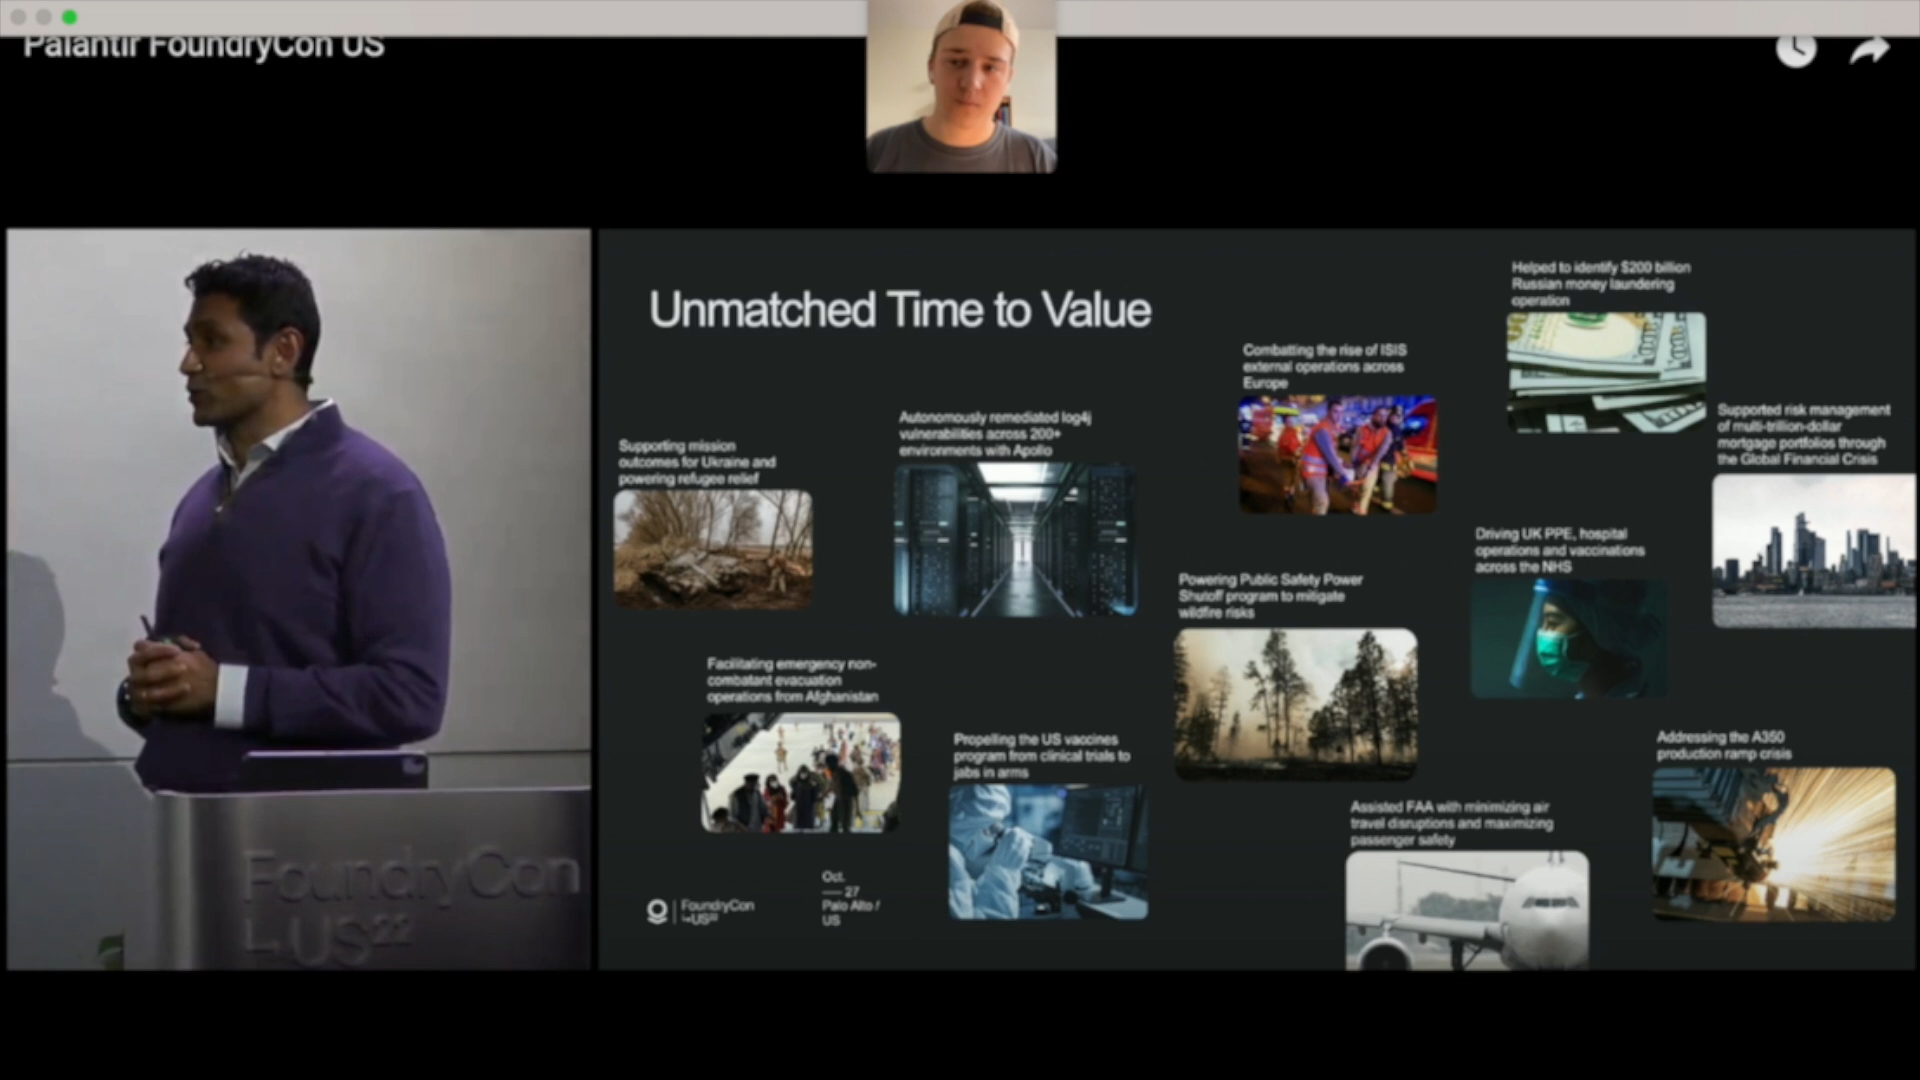 Palantir FoundryCon US
Unmatched Time to Value
Helped to identify $200 billion
Russian money laundering
operation
Combatting the rise of ISIS
external operations across
Europe
Supported risk management
of multi-trillion-dollar
mortgage portfolios through
the Global Financial Crisis
Autonomously remediated log4j
vulnerabilities across 200+
environments with Apollo
Supporting mission
outcomes for Ukraine and
powering refugee relief
Driving UK PPE, hospital
operations and vaccinations
across the NHS
Powering Public Safety Power
Shutoff program to mitigate
wildfire risks
Facilitating emergency non-
combatant evacuation
operations from Afghanistan
Propelling the US vaccines
program from clinical trials to
jabs in arms
Addressing the A350
production ramp crisis
Assisted FAA with minimizing air
travel disruptions and maximizing
passenger safety
FoundryCon
↳US²²
Oct.
— 27
Palo Alto /
US
FoundryCon
↳US²²